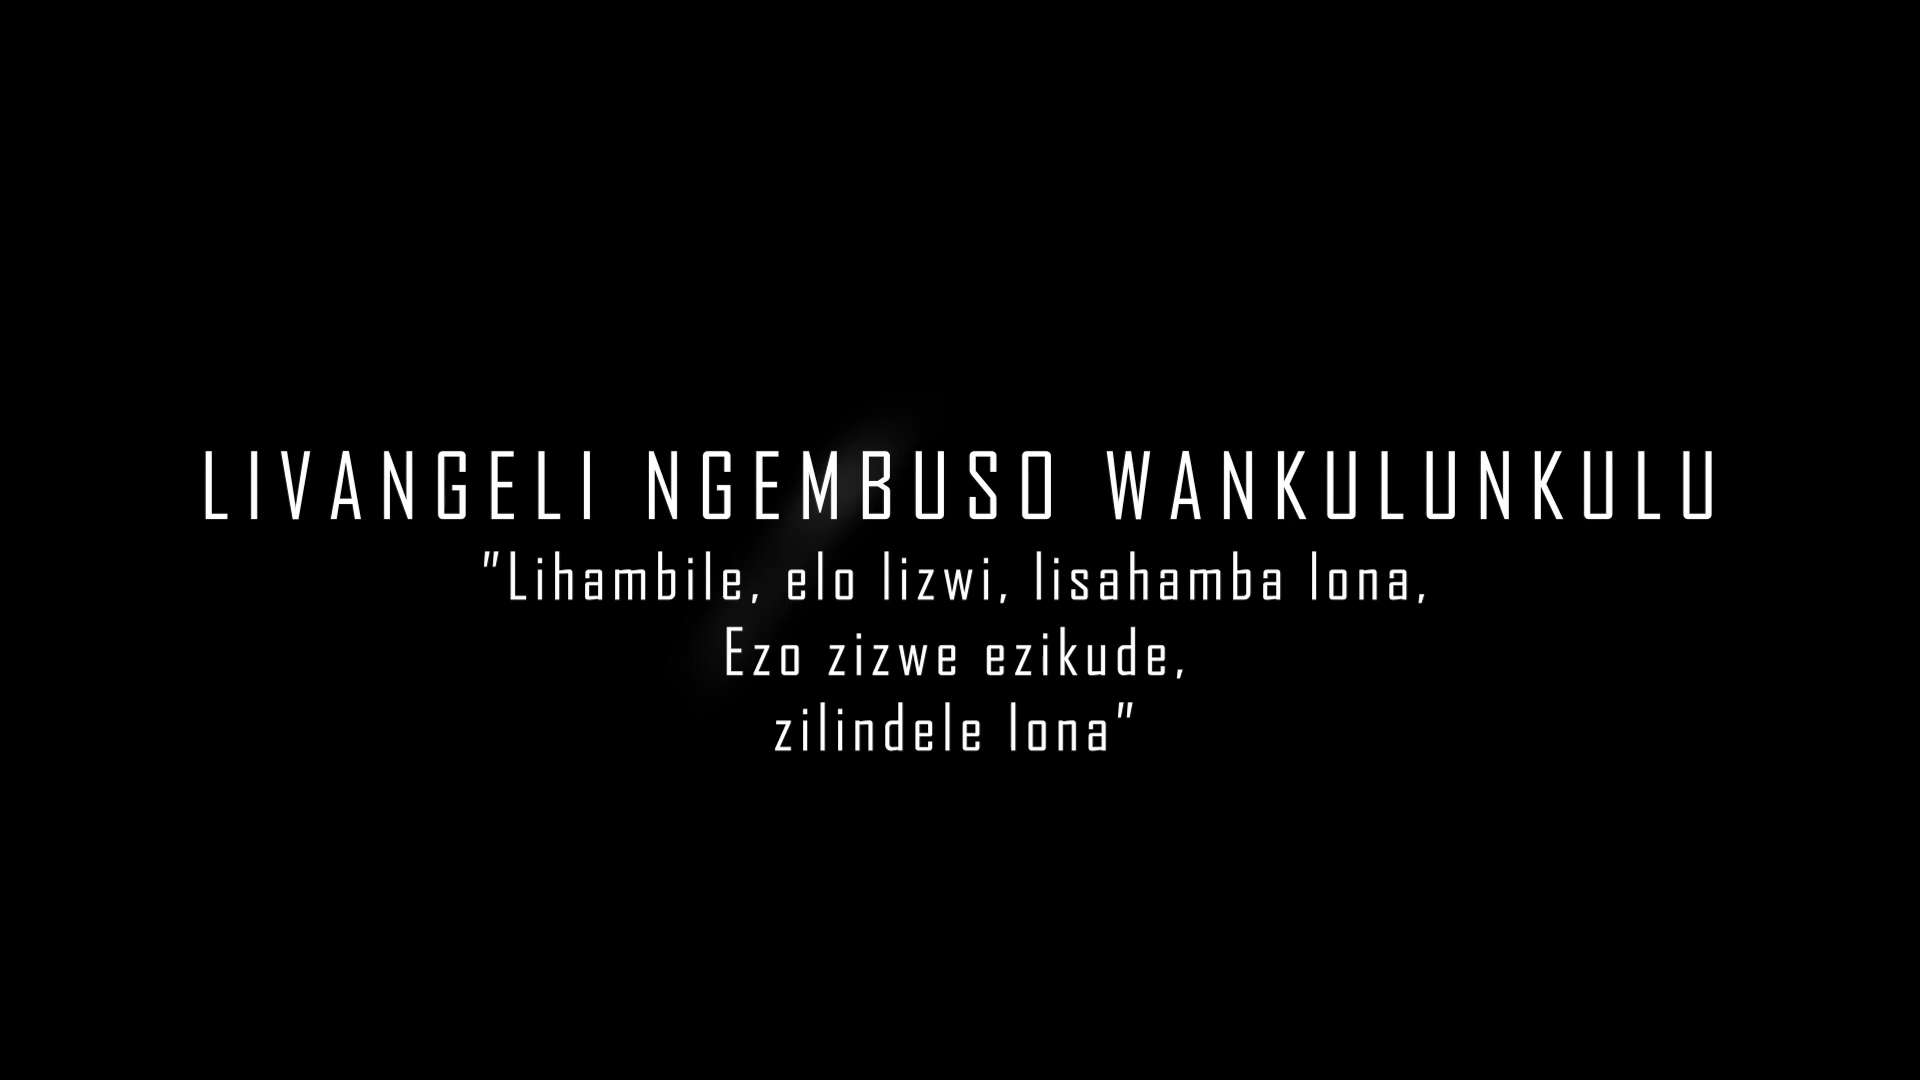 LIVANGELI NGEMBUSO WANKULUNKULU
"Lihambile, elo lizwi, lisahamba lona,
Ezo zizwe ezikude,
zilindele lona"